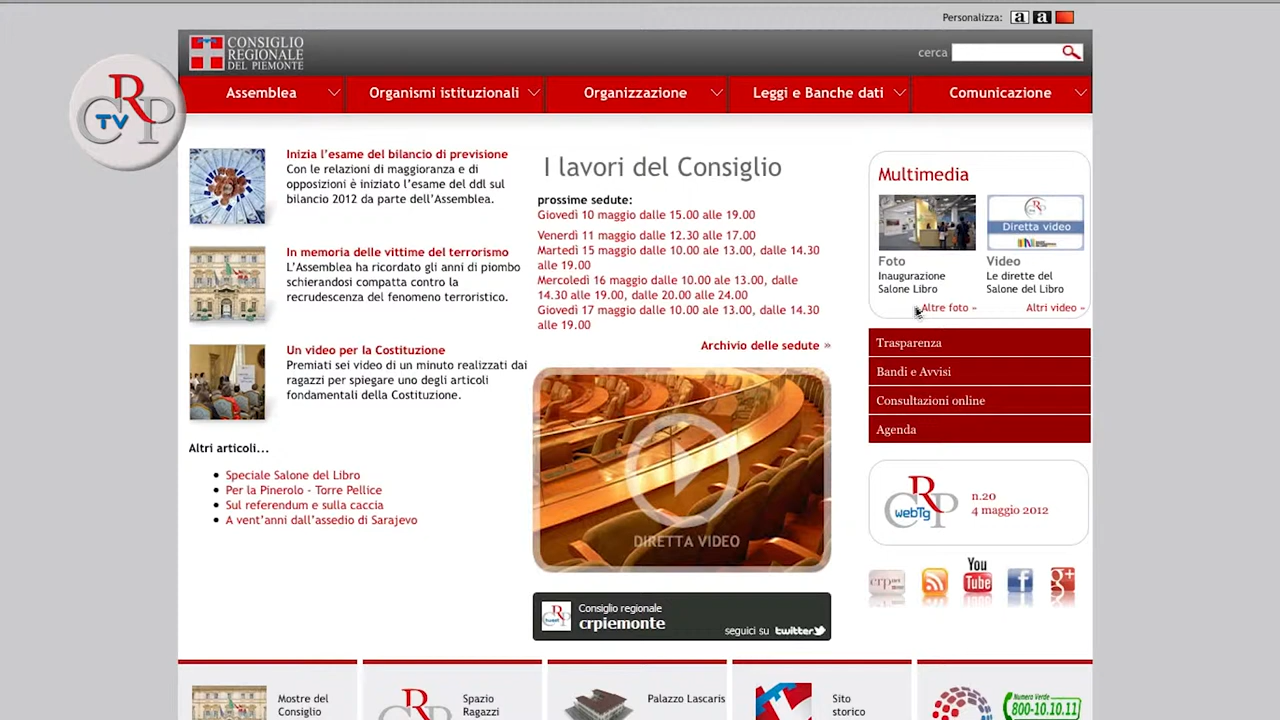 Personalizza: a a
CONSIGLIO
REGIONALE
DEL PIEMONTE
cerca
CRP
TV
Assemblea
Organismi istituzionali
Organizzazione
Leggi e Banche dati
Comunicazione
Inizia l'esame del bilancio di previsione
Con le relazioni di maggioranza e di
opposizioni è iniziato l'esame del ddl sul
bilancio 2012 da parte dell'Assemblea.
In memoria delle vittime del terrorismo
L'Assemblea ha ricordato gli anni di piombo
schierandosi compatta contro la
recrudescenza del fenomeno terroristico.
Un video per la Costituzione
Premiati sei video di un minuto realizzati dai
ragazzi per spiegare uno degli articoli
fondamentali della Costituzione.
Altri articoli...
Speciale Salone del Libro
Per la Pinerolo - Torre Pellice
Sul referendum e sulla caccia
A vent'anni dall'assedio di Sarajevo
I lavori del Consiglio
prossime sedute:
Giovedì 10 maggio dalle 15.00 alle 19.00
Venerdì 11 maggio dalle 12.30 alle 17.00
Martedì 15 maggio dalle 10.00 ale 13.00, dalle 14.30
alle 19.00
Mercoledì 16 maggio dalle 10.00 ale 13.00, dalle
14.30 alle 19.00, dalle 20.00 alle 24.00
Giovedì 17 maggio dalle 10.00 ale 13.00, dalle 14.30
alle 19.00
Archivio delle sedute »
DIRETTA VIDEO
Consiglio regionale
crpiemonte
seguici su twitter
Multimedia
CRP
Diretta video
Foto
Inaugurazione
Salone Libro
Altre foto »
Video
Le dirette del
Salone del Libro
Altri video »
Trasparenza
Bandi e Avvisi
Consultazioni online
Agenda
CRP
webTg
n.20
4 maggio 2012
You
Tube
f
g+
Mostre del
Consiglio
CRP
Spazio
Ragazzi
Palazzo Lascaris
Sito
storico
Numero Verde
800-10.10.11